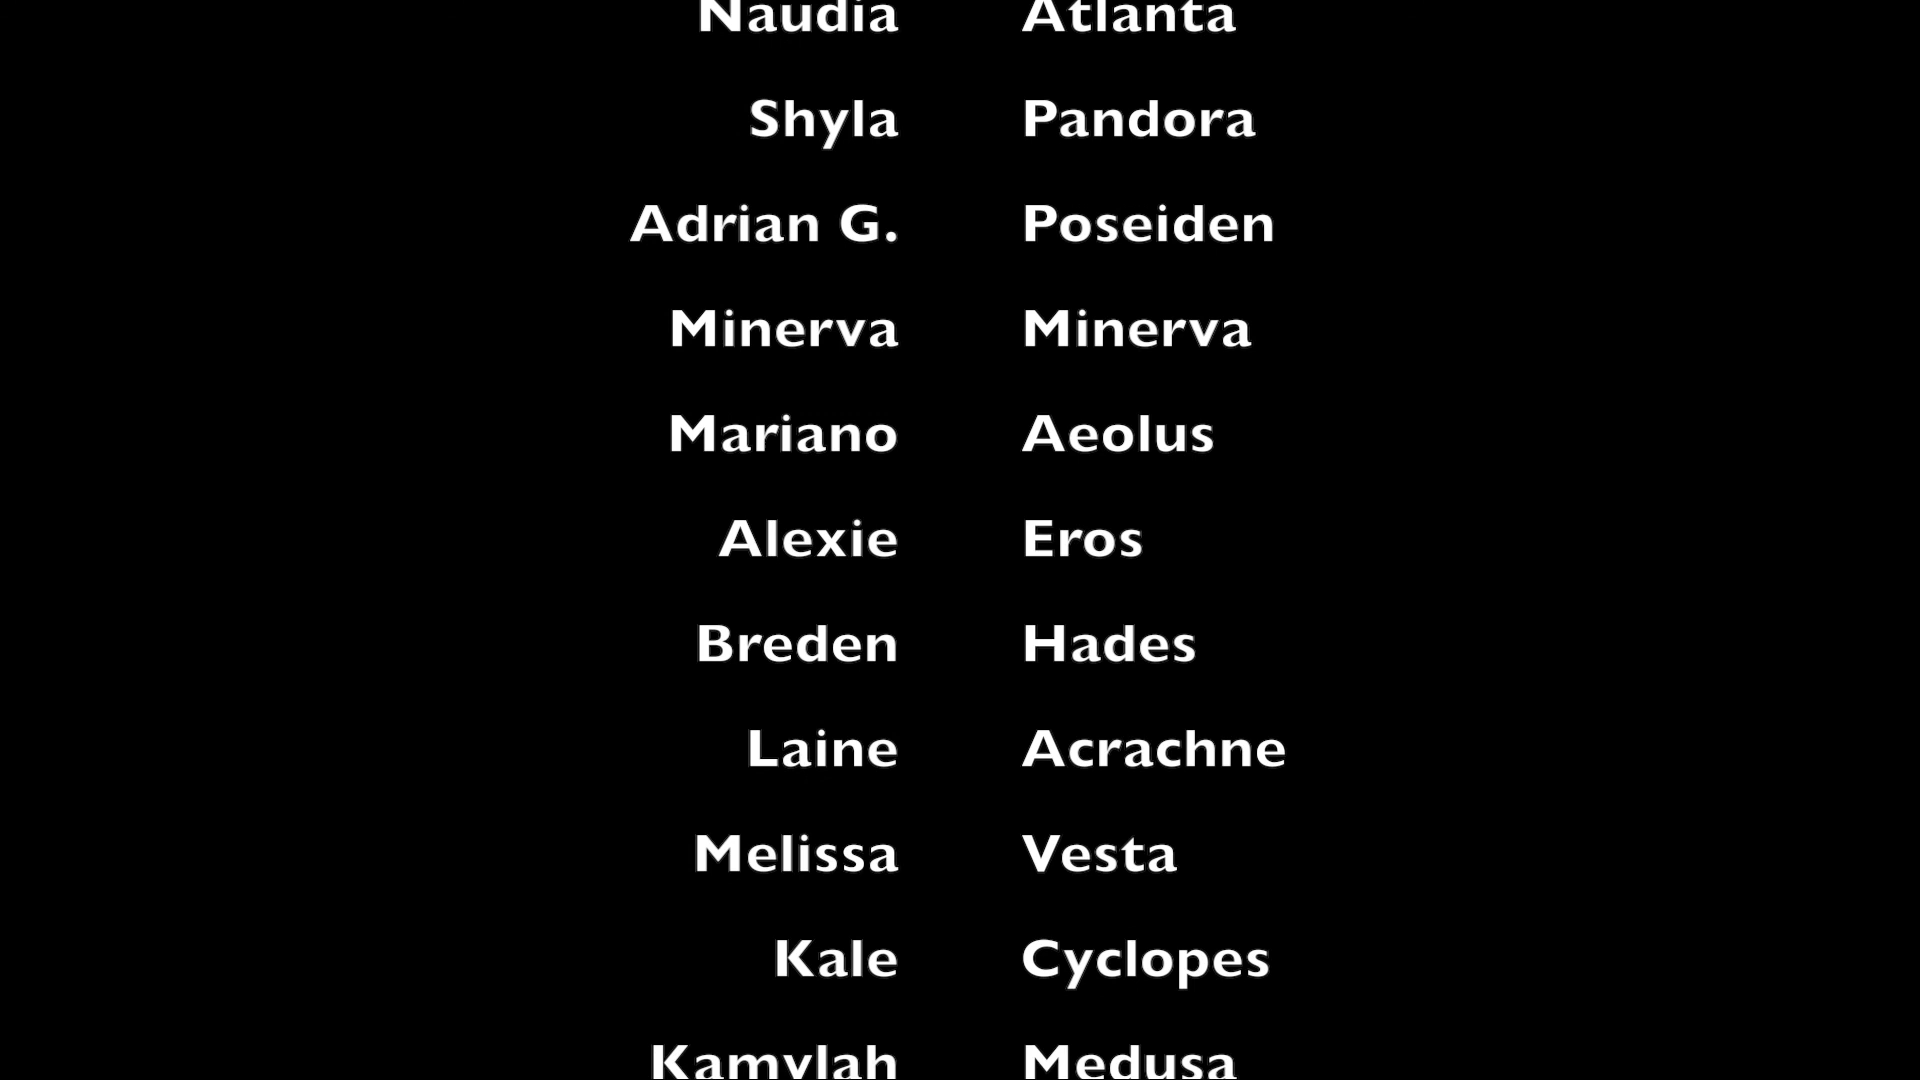 Naudia Atlanta
Shyla Pandora
Adrian G. Poseiden
Minerva Minerva
Mariano Aeolus
Alexie Eros
Breden Hades
Laine Acrachne
Melissa Vesta
Kale Cyclopes
Kamylah Medusa